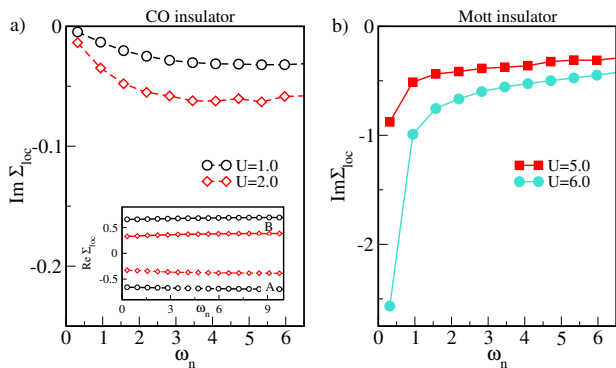 CO insulator
Mott insulator
a)
b)
0
-0.1
-0.2
Im Σloc
U=1.0
U=2.0
0.5
0
-0.5
Re Σloc
B
A
0 3 6 9
ωn
0 1 2 3 4 5 6
ωn
0
-1
-2
ImΣloc
U=5.0
U=6.0
0 1 2 3 4 5 6
ωn